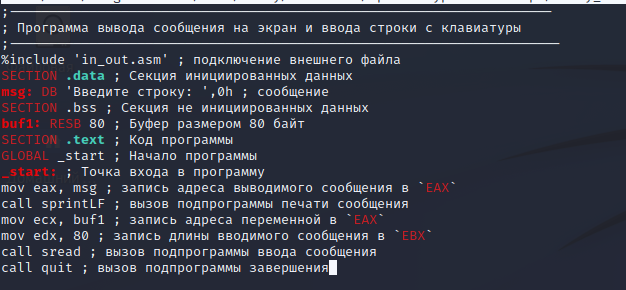 ;--------------------------------------------------------------------
; Программа вывода сообщения на экран и ввода строки с клавиатуры
;---------------------------------------------------------------------
%include 'in_out.asm' ; подключение внешнего файла
SECTION .data ; Секция инициированных данных
msg: DB 'Введите строку: ',0h ; сообщение
SECTION .bss ; Секция не инициированных данных
buf1: RESB 80 ; Буфер размером 80 байт
SECTION .text ; Код программы
GLOBAL _start ; Начало программы
_start: ; Точка входа в программу
mov eax, msg ; запись адреса выводимого сообщения в `EAX`
call sprintLF ; вызов подпрограммы печати сообщения
mov ecx, buf1 ; запись адреса переменной в `EAX`
mov edx, 80 ; запись длины вводимого сообщения в `EBX`
call sread ; вызов подпрограммы ввода сообщения
call quit ; вызов подпрограммы завершения